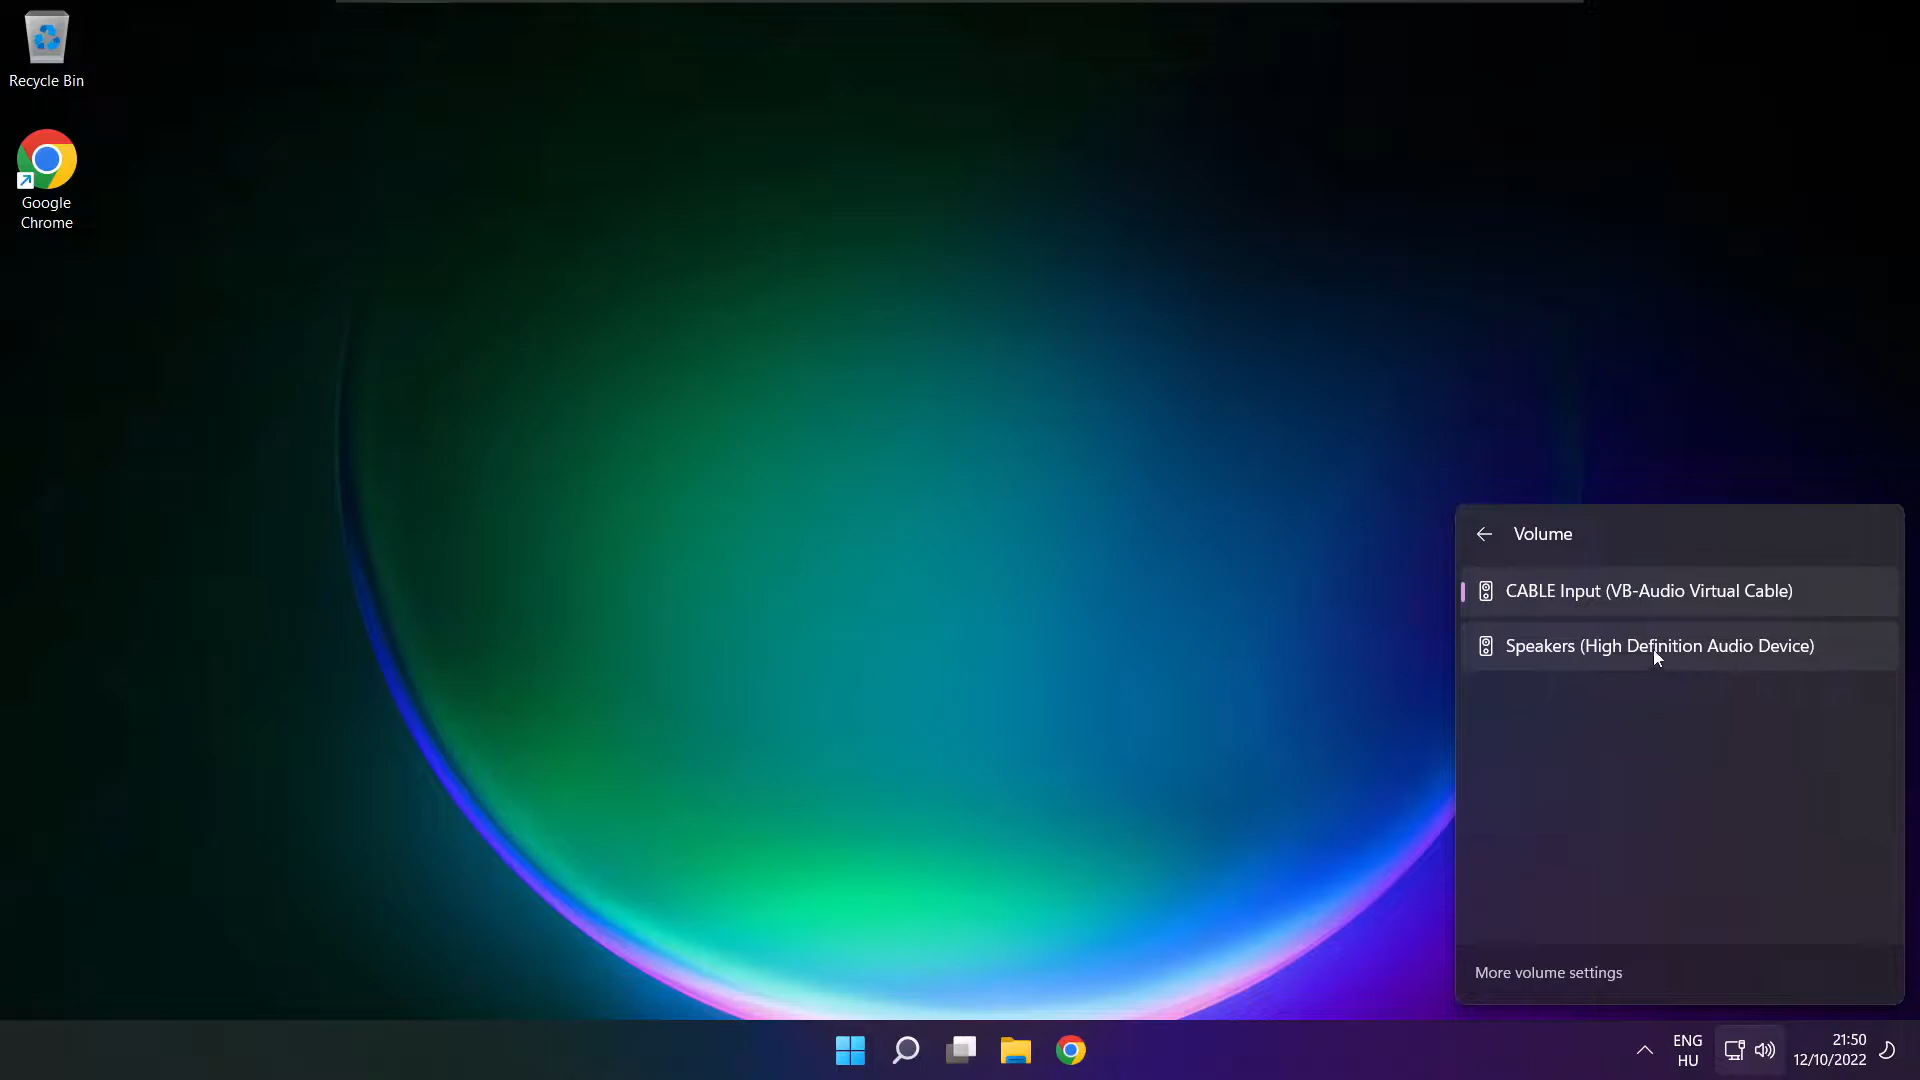 Recycle Bin
Google
Chrome
Volume
CABLE Input (VB-Audio Virtual Cable)
Speakers (High Definition Audio Device)
More volume settings
ENG
HU
21:50
12/10/2022